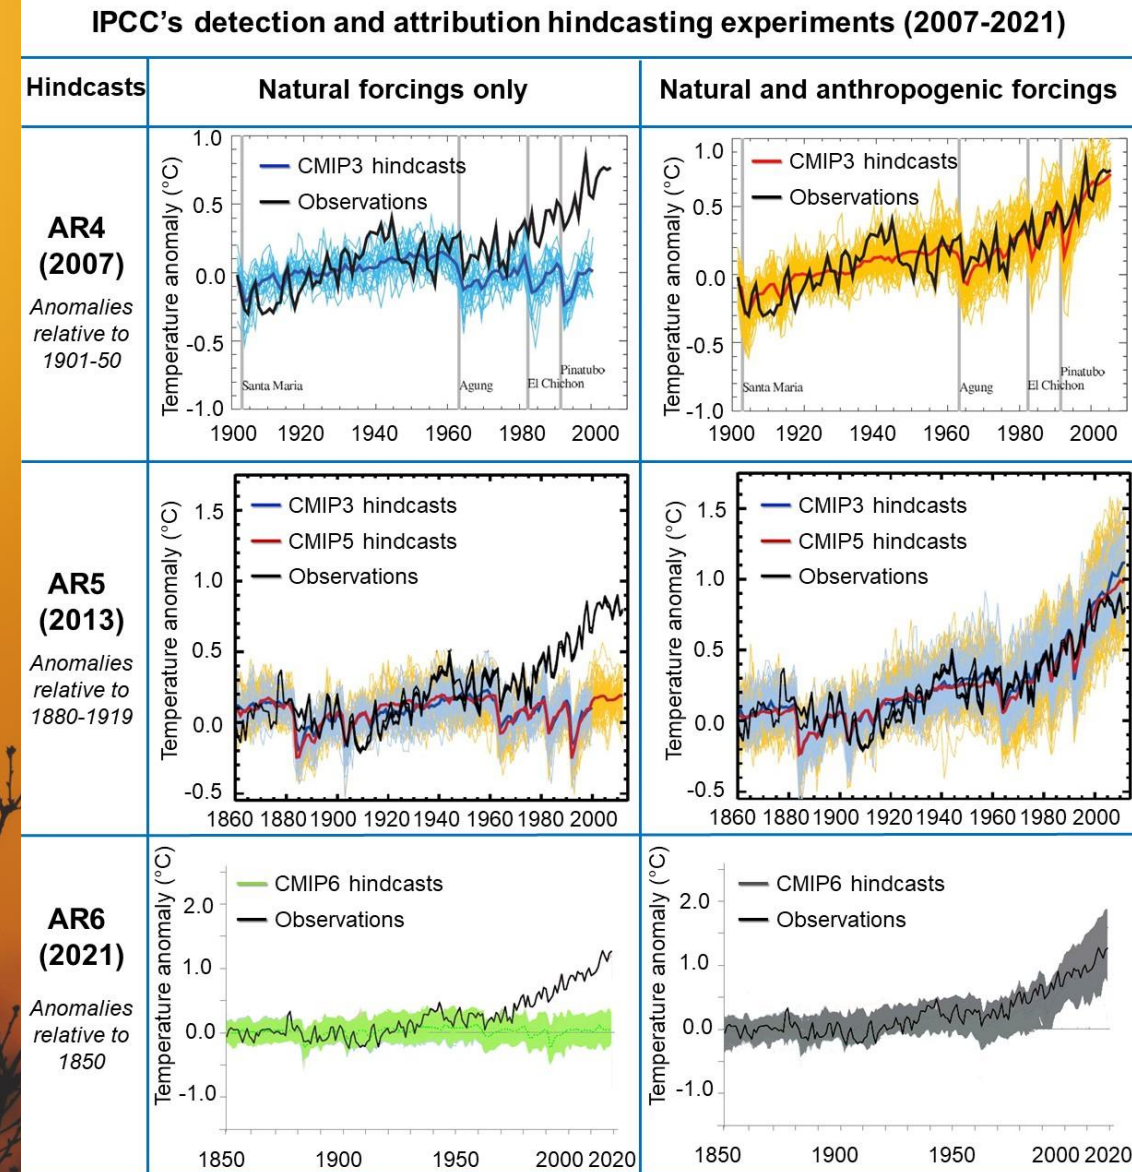 IPCC's detection and attribution hindcasting experiments (2007-2021)
Hindcasts
Natural forcings only
Natural and anthropogenic forcings
AR4
(2007)
Anomalies
relative to
1901-50
Temperature anomaly (°C)
1.0
0.5
0.0
-0.5
-1.0
CMIP3 hindcasts
Observations
Santa Maria
Agung
El Chichon
Pinatubo
1900 1920 1940 1960 1980 2000
Temperature anomaly (°C)
1.0
0.5
0.0
-0.5
-1.0
CMIP3 hindcasts
Observations
Santa Maria
Agung
El Chichon
Pinatubo
1900 1920 1940 1960 1980 2000
AR5
(2013)
Anomalies
relative to
1880-1919
Temperature anomaly (°C)
1.5
1.0
0.5
0.0
-0.5
CMIP3 hindcasts
CMIP5 hindcasts
Observations
1860 1880 1900 1920 1940 1960 1980 2000
Temperature anomaly (°C)
1.5
1.0
0.5
0.0
-0.5
CMIP3 hindcasts
CMIP5 hindcasts
Observations
1860 1880 1900 1920 1940 1960 1980 2000
AR6
(2021)
Anomalies
relative to
1850
Temperature anomaly (°C)
2.0
1.0
0.0
-1.0
CMIP6 hindcasts
Observations
1850 1900 1950 2000 2020
Temperature anomaly (°C)
2.0
1.0
0.0
-1.0
CMIP6 hindcasts
Observations
1850 1900 1950 2000 2020